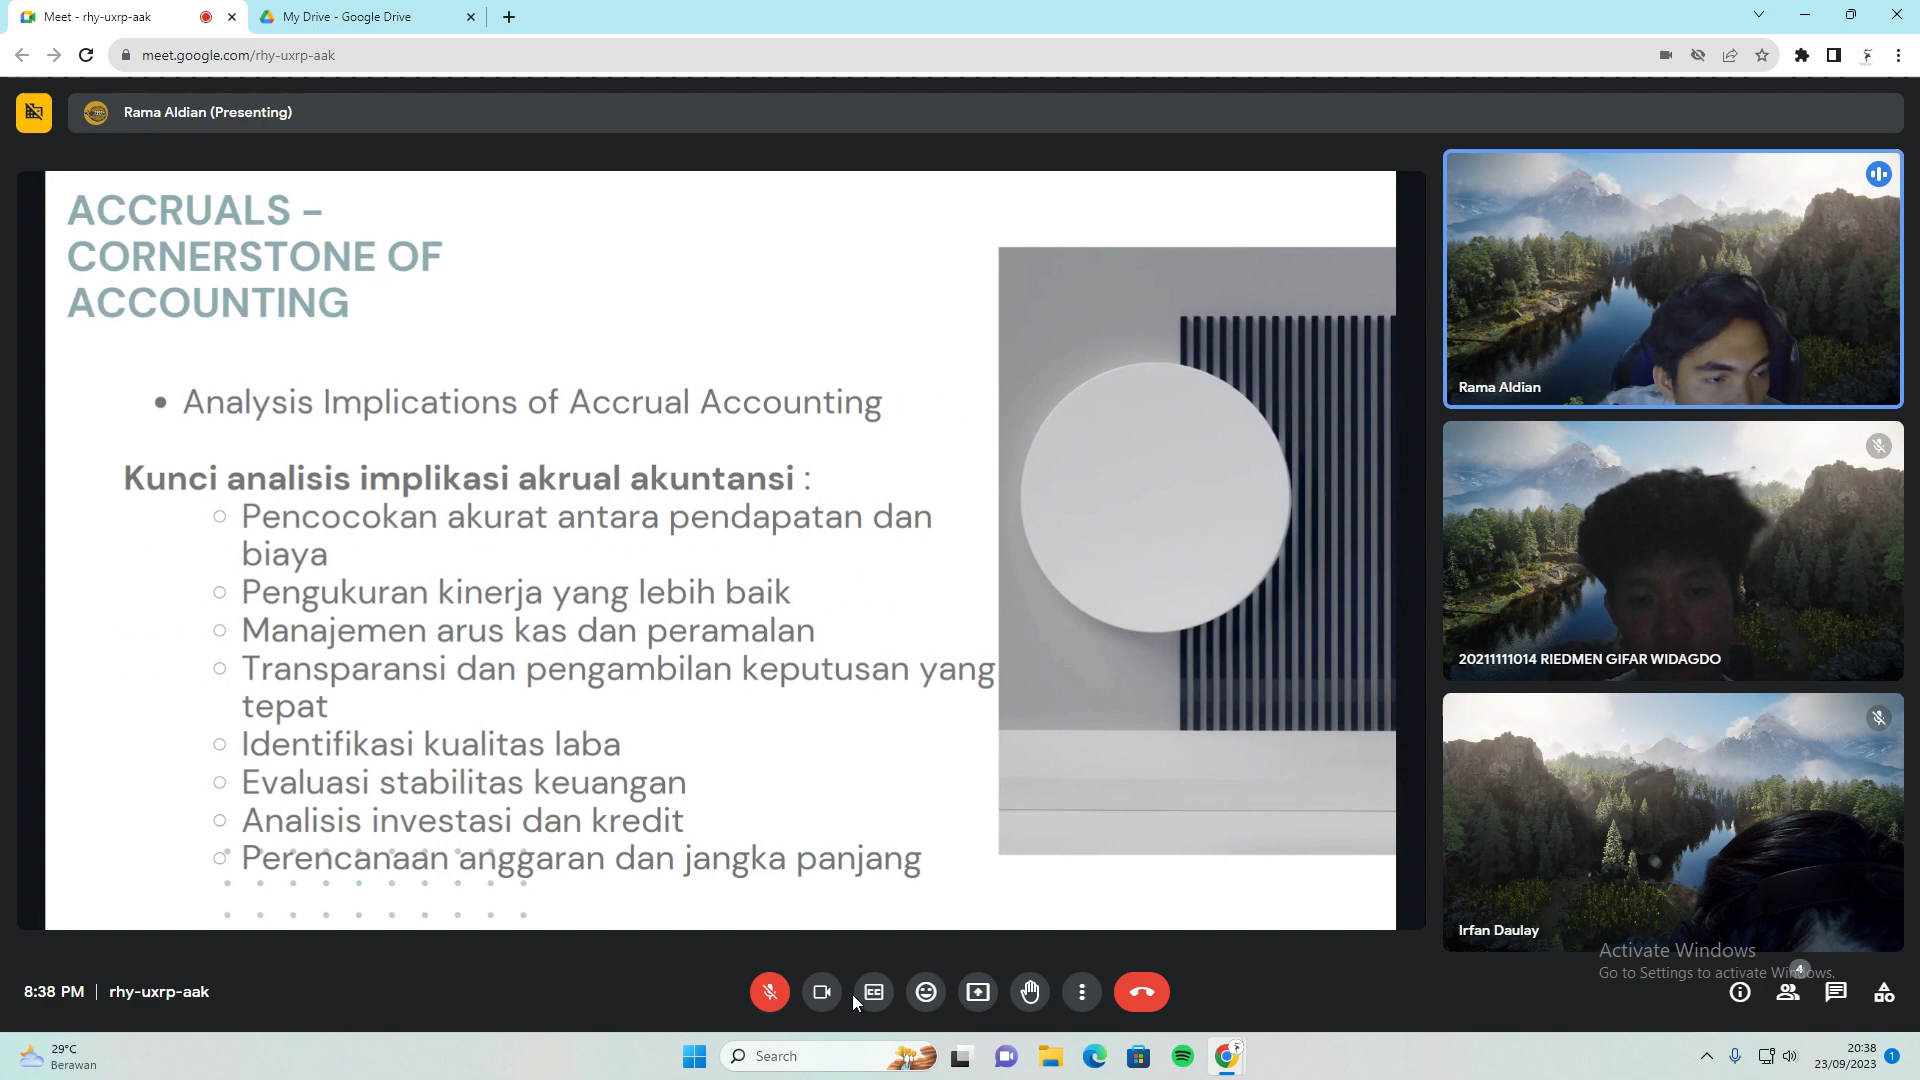 Meet - rhy-uxrp-aak
My Drive - Google Drive
meet.google.com/rhy-uxrp-aak
Rama Aldian (Presenting)
ACCRUALS –
CORNERSTONE OF
ACCOUNTING
• Analysis Implications of Accrual Accounting
Kunci analisis implikasi akrual akuntansi :
Pencocokan akurat antara pendapatan dan
biaya
Pengukuran kinerja yang lebih baik
Manajemen arus kas dan peramalan
Transparansi dan pengambilan keputusan yang
tepat
Identifikasi kualitas laba
Evaluasi stabilitas keuangan
Analisis investasi dan kredit
Perencanaan anggaran dan jangka panjang
Rama Aldian
20211111014 RIEDMEN GIFAR WIDAGDO
Irfan Daulay
Activate Windows
Go to Settings to activate Windows.
4
8:38 PM | rhy-uxrp-aak
CC
29°C
Berawan
Search
20:38
23/09/2023
1